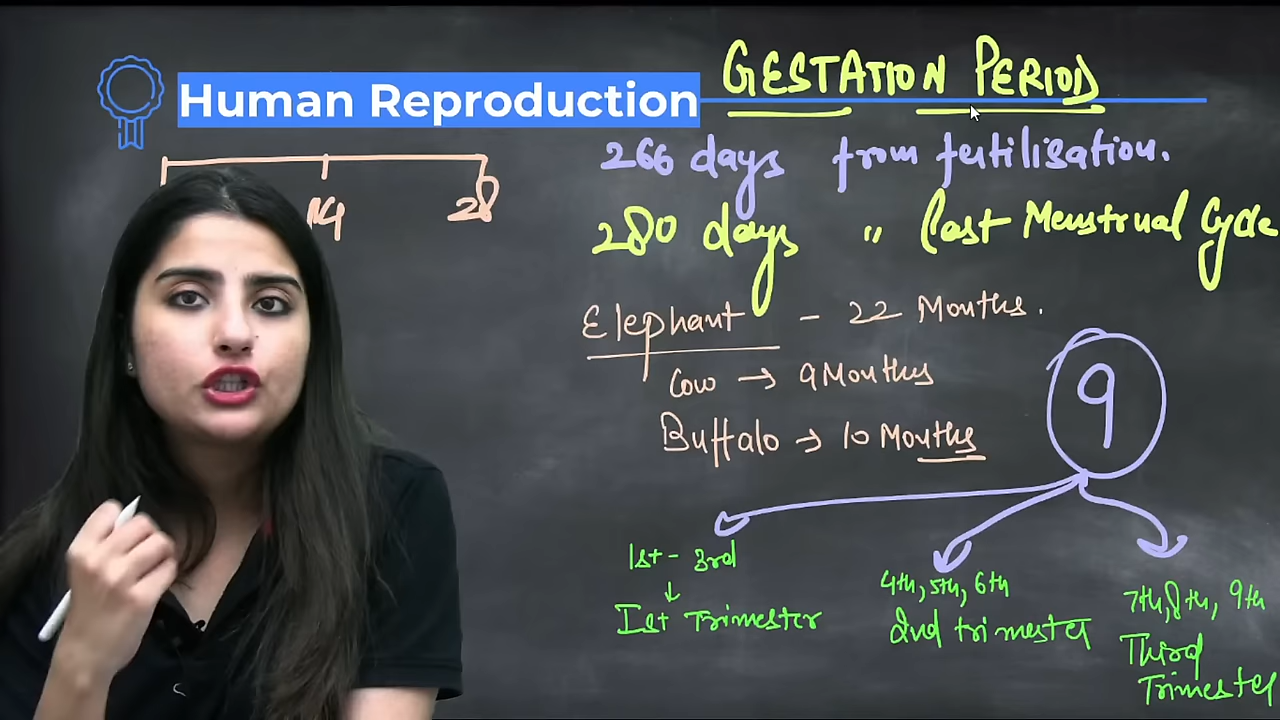 GESTATION PERIOD
Human Reproduction
266 days from fertilisation.
14 28
280 days " Last Menstrual Cycle
Elephant - 22 Months.
Cow → 9 Months
9
Buffalo → 10 Months
1st - 3rd
↓
Ist Trimester
4th, 5th, 6th
2nd trimester
7th, 8th, 9th
Third
Trimester